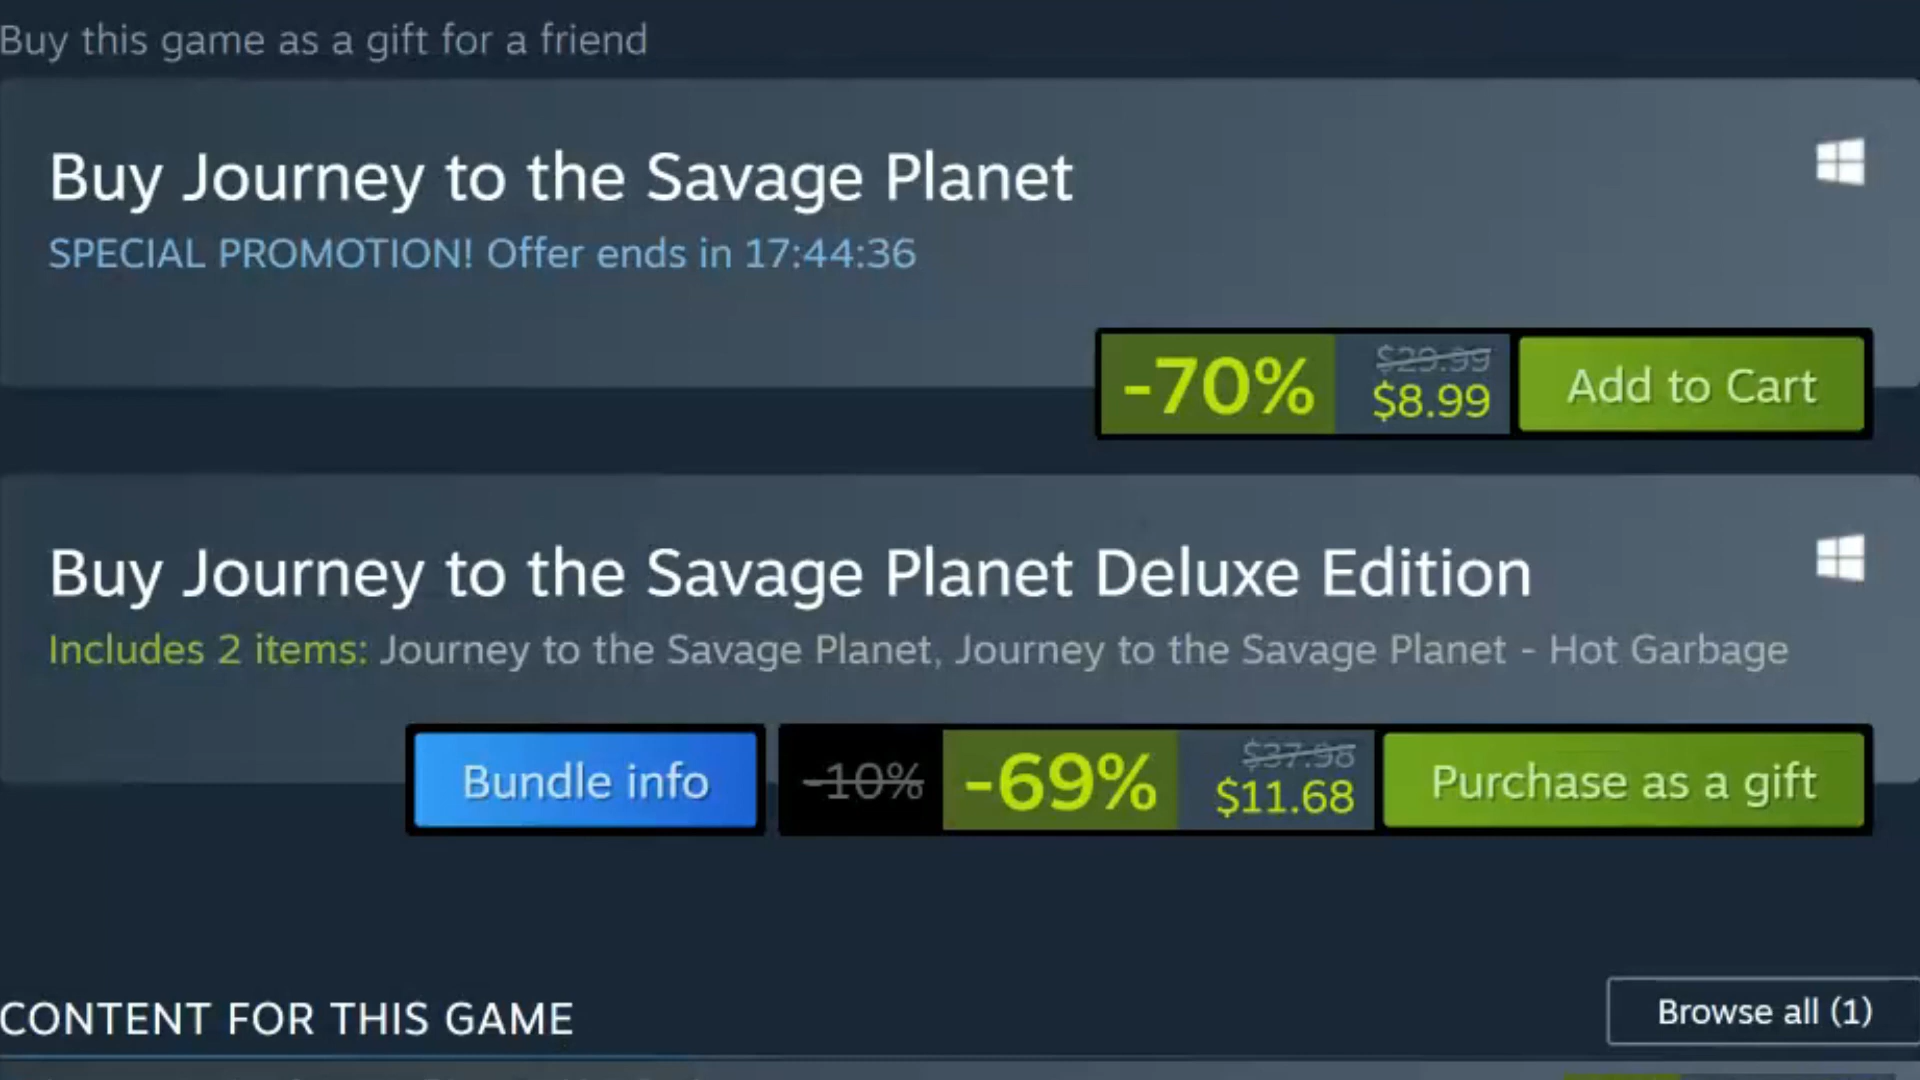 Buy this game as a gift for a friend
Buy Journey to the Savage Planet
SPECIAL PROMOTION! Offer ends in 17:44:36
-70%
$29.99
$8.99
Add to Cart
Buy Journey to the Savage Planet Deluxe Edition
Includes 2 items: Journey to the Savage Planet, Journey to the Savage Planet - Hot Garbage
Bundle info
-10%
-69%
$37.98
$11.68
Purchase as a gift
CONTENT FOR THIS GAME
Browse all (1)